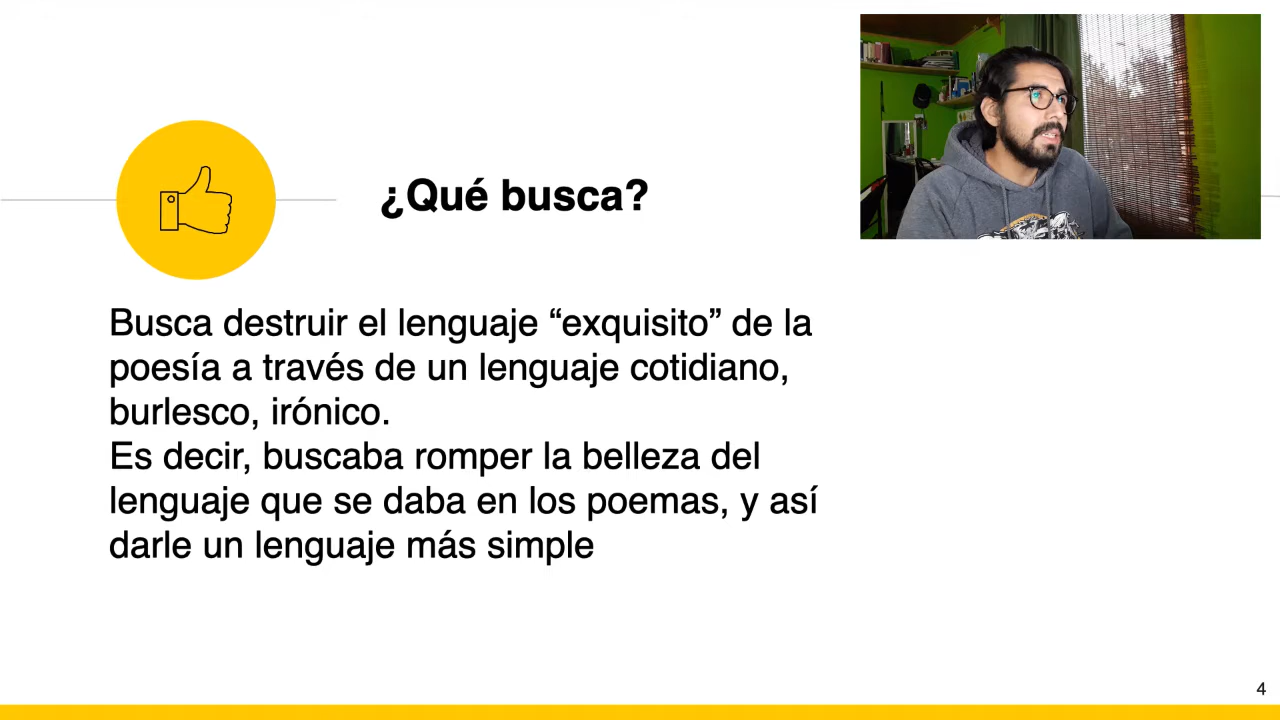 ¿Qué busca?
Busca destruir el lenguaje “exquisito” de la
poesía a través de un lenguaje cotidiano,
burlesco, irónico.
Es decir, buscaba romper la belleza del
lenguaje que se daba en los poemas, y así
darle un lenguaje más simple
4